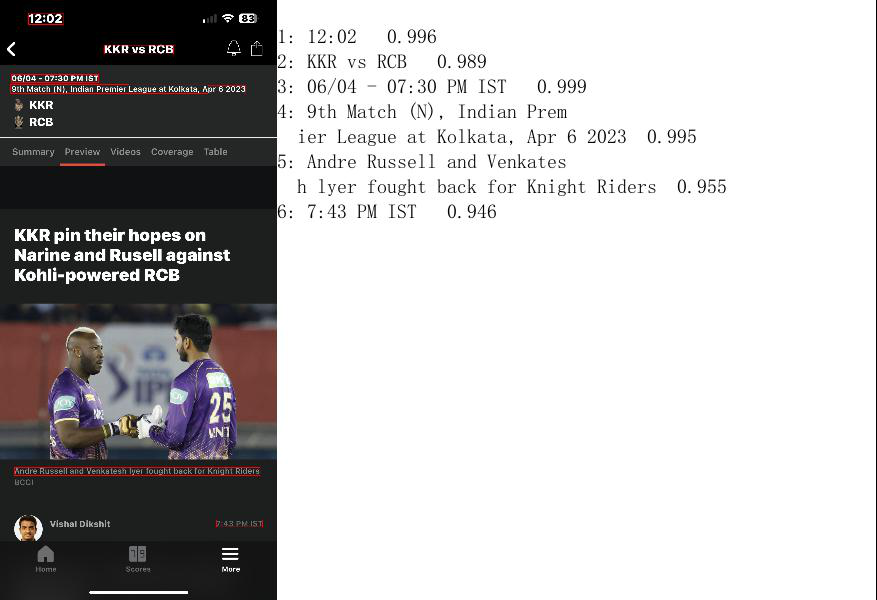 12:02
83
KKR vs RCB
06/04 - 07:30 PM IST
9th Match (N), Indian Premier League at Kolkata, Apr 6 2023
KKR
RCB
Summary Preview Videos Coverage Table
KKR pin their hopes on
Narine and Rusell against
Kohli-powered RCB
25
Andre Russell and Venkatesh Iyer fought back for Knight Riders
BCCI
Vishal Dikshit 7:43 PM IST
Home Scores More
1: 12:02 0.996
2: KKR vs RCB 0.989
3: 06/04 - 07:30 PM IST 0.999
4: 9th Match (N), Indian Prem
ier League at Kolkata, Apr 6 2023 0.995
5: Andre Russell and Venkates
h lyer fought back for Knight Riders 0.955
6: 7:43 PM IST 0.946